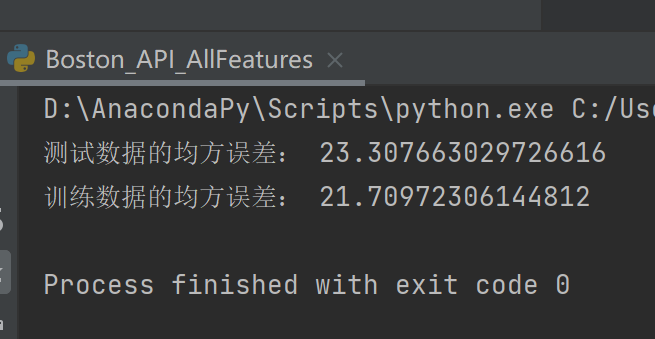 Boston_API_AllFeatures
D:\AnacondaPy\Scripts\python.exe C:/Use
测试数据的均方误差： 23.307663029726616
训练数据的均方误差： 21.70972306144812
Process finished with exit code 0